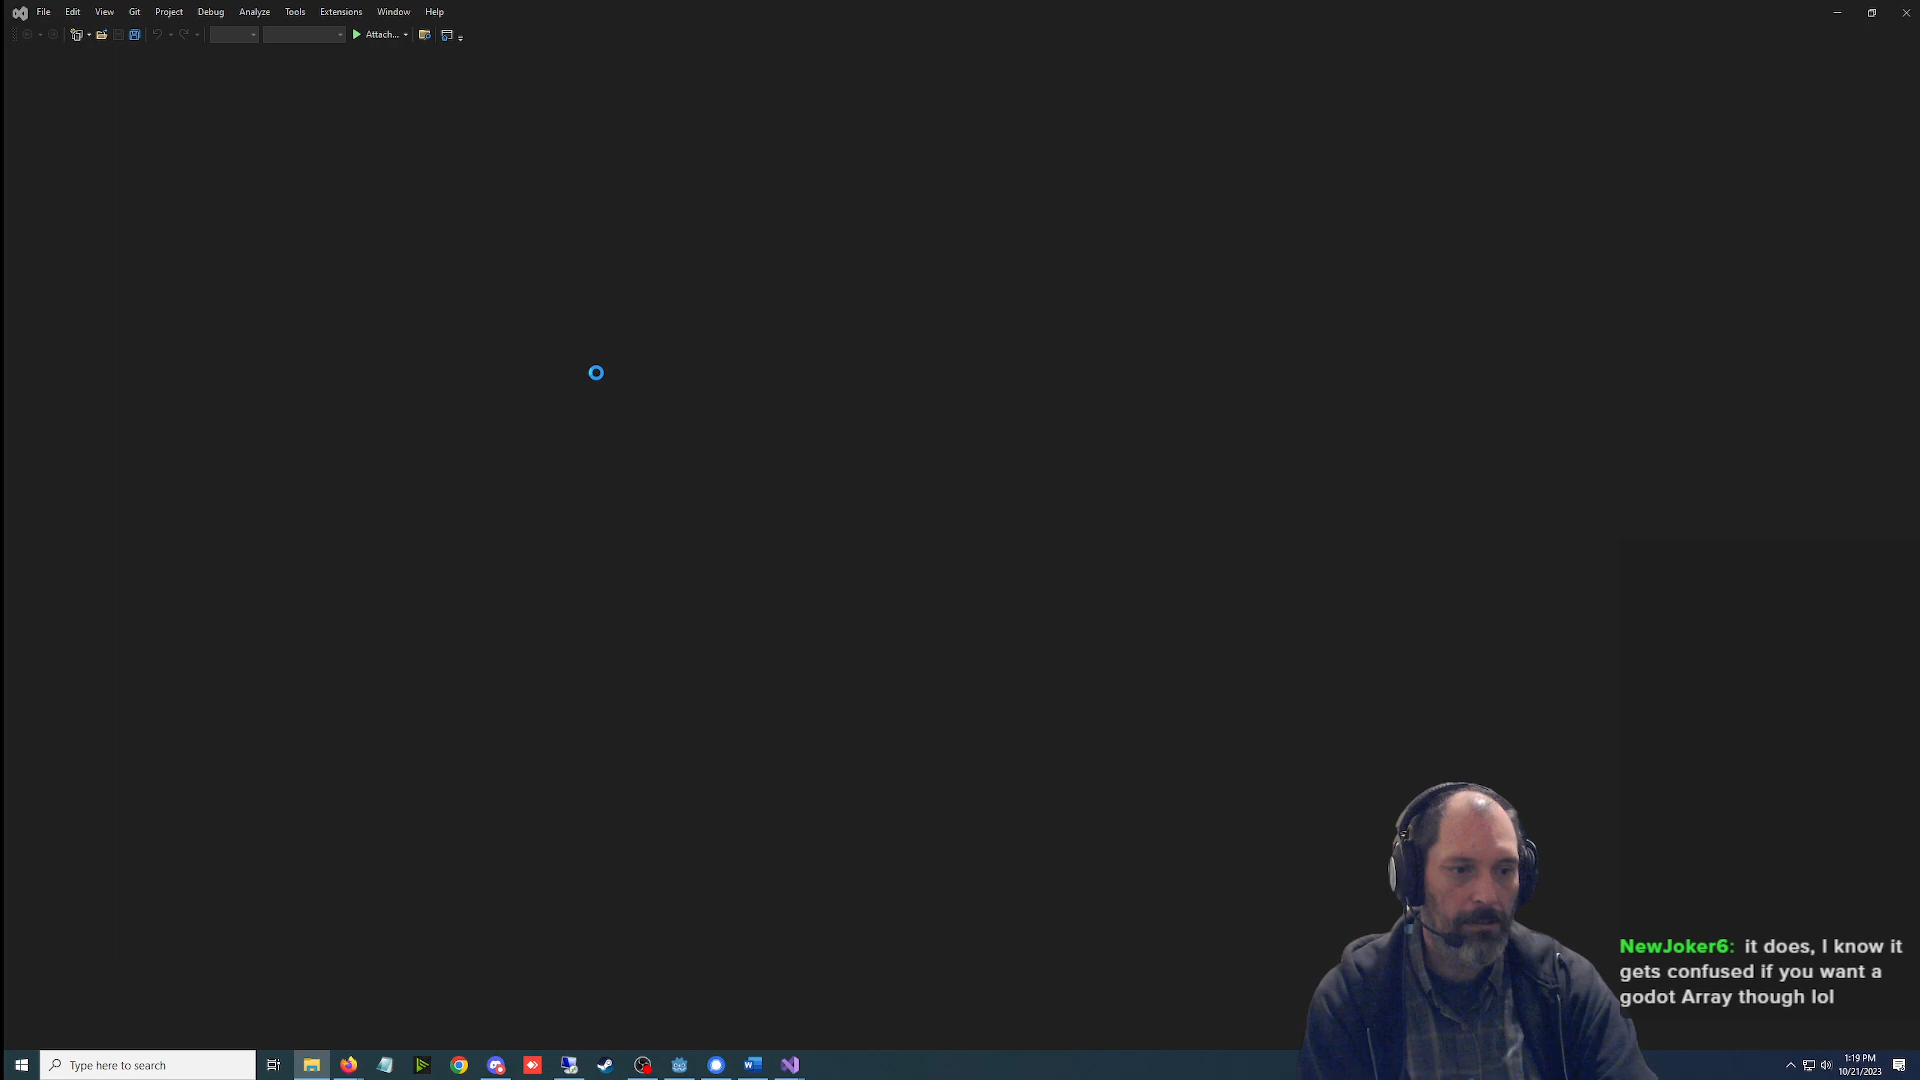 File Edit View Git Project Debug Analyze Tools Extensions Window Help
Attach...
NewJoker6: it does, I know it
gets confused if you want a
godot Array though lol
Type here to search
1:19 PM
10/21/2023